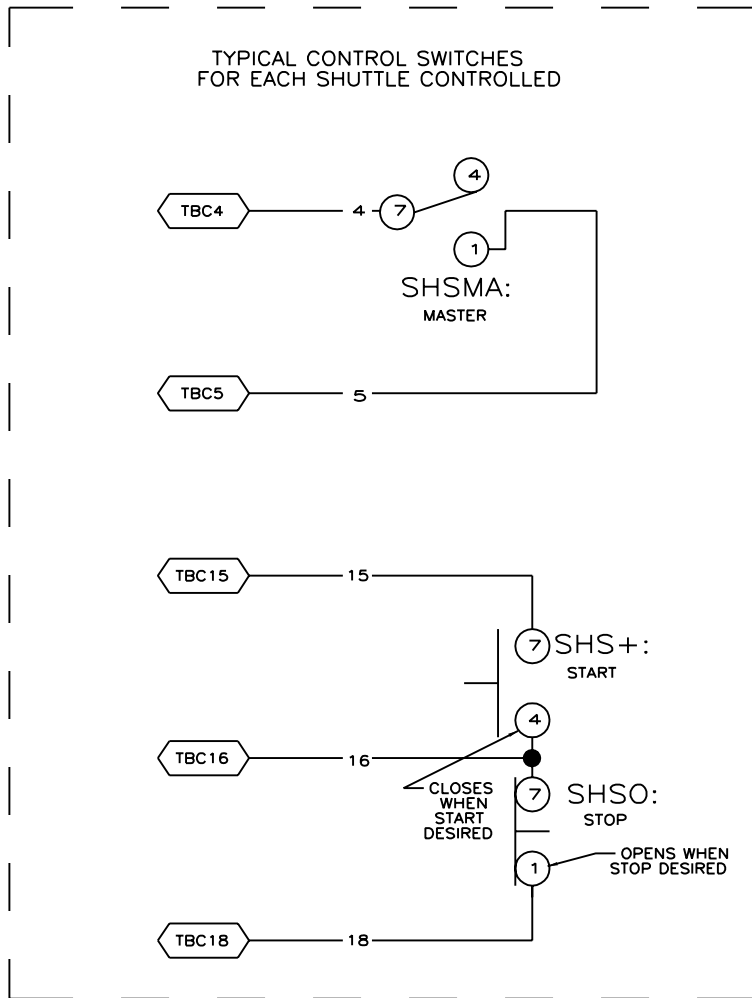 TYPICAL CONTROL SWITCHES
FOR EACH SHUTTLE CONTROLLED
4
TBC4 4 7
1
SHSMA:
MASTER
TBC5 5
TBC15 15
7 SHS+:
START
4
TBC16 16
CLOSES
WHEN
START
DESIRED
7 SHSO:
STOP
1
OPENS WHEN
STOP DESIRED
TBC18 18